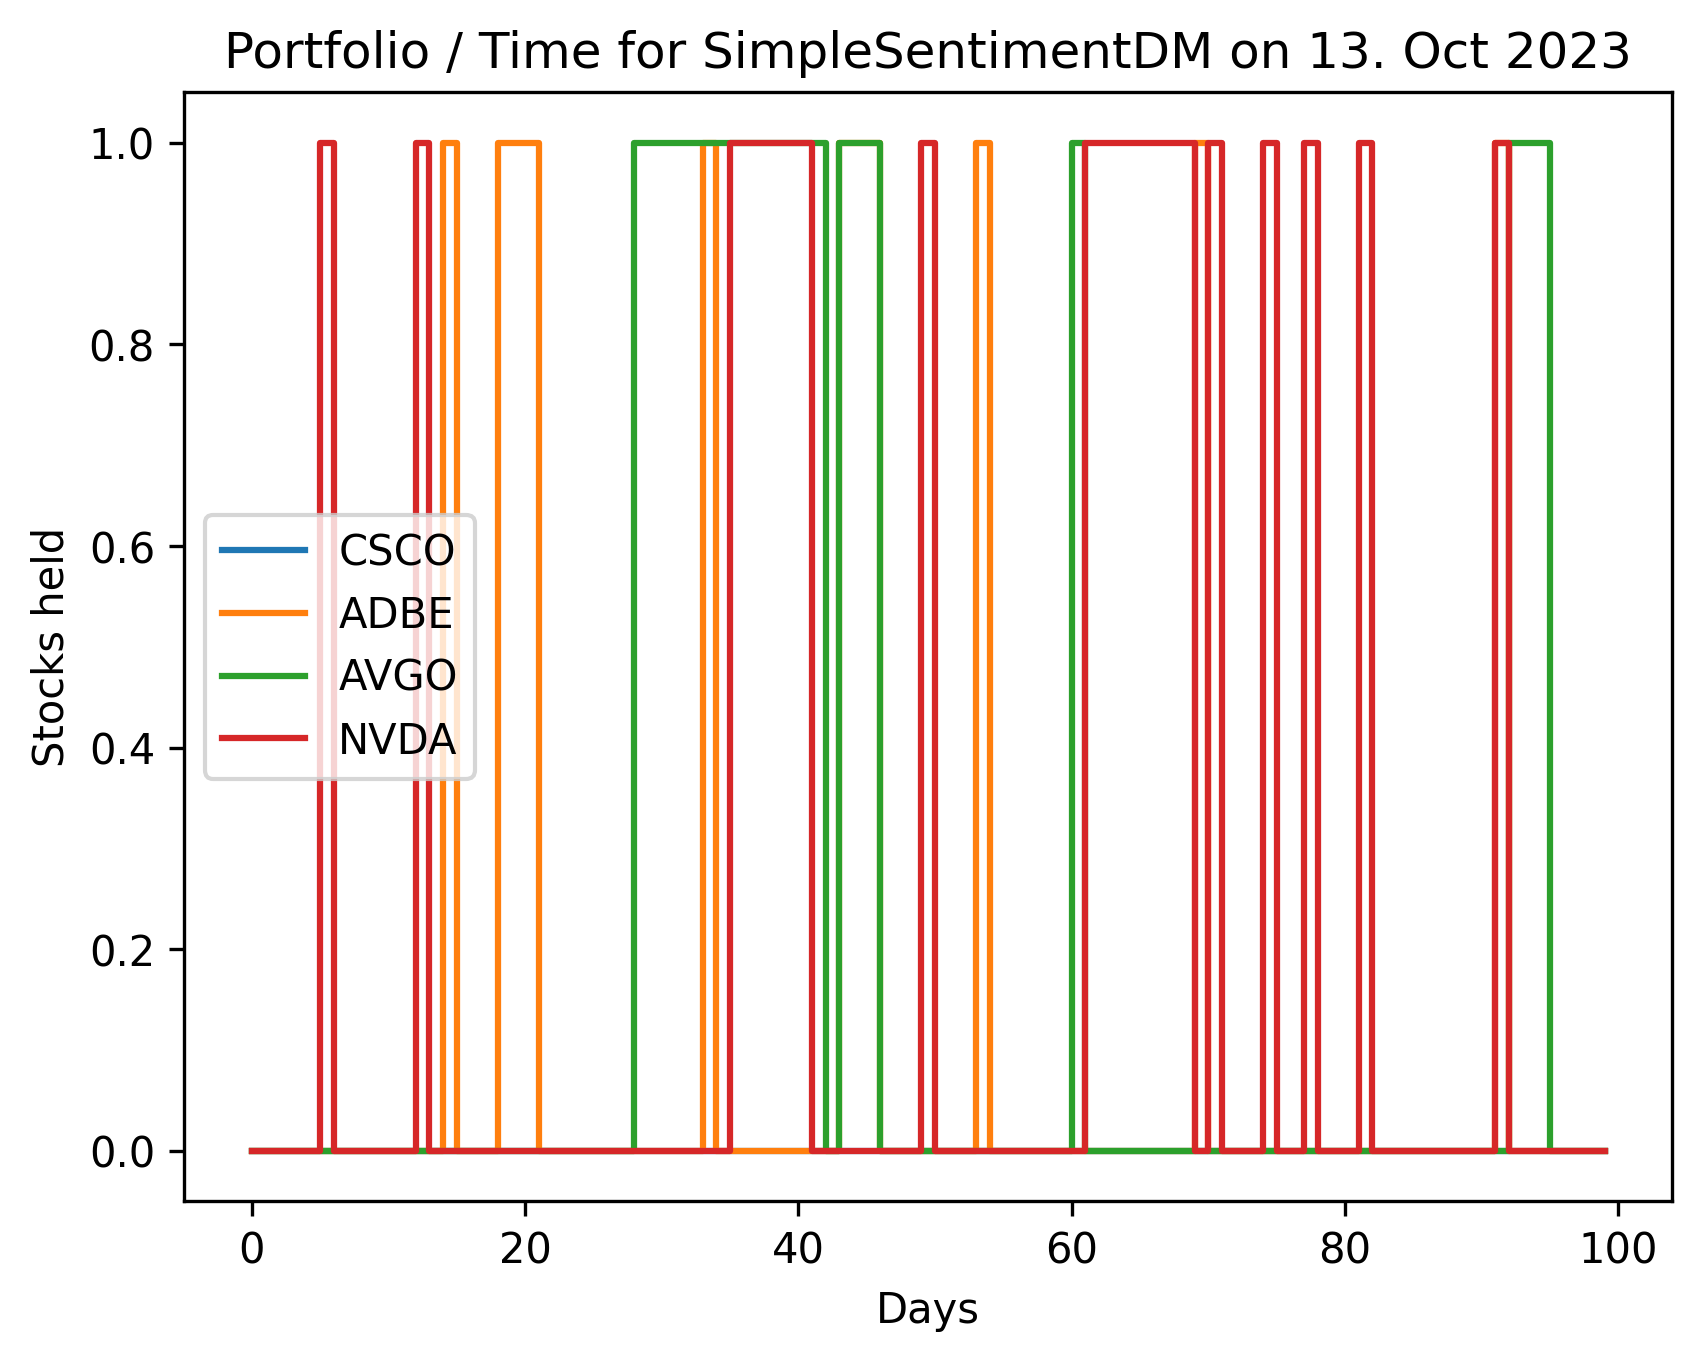 Portfolio / Time for SimpleSentimentDM on 13. Oct 2023
1.0
0.8
0.6
0.4
0.2
0.0
Stocks held
CSCO
ADBE
AVGO
NVDA
0 20 40 60 80 100
Days